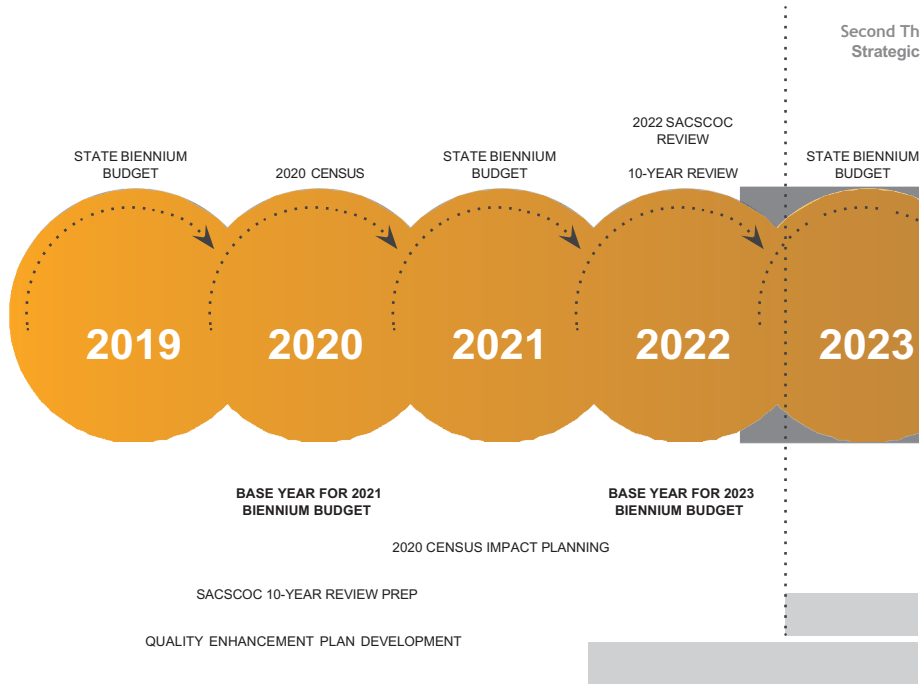 Second Th
Strategic
2022 SACSCOC
REVIEW
STATE BIENNIUM
BUDGET
2020 CENSUS
STATE BIENNIUM
BUDGET
10-YEAR REVIEW
STATE BIENNIUM
BUDGET
2019
2020
2021
2022
2023
BASE YEAR FOR 2021
BIENNIUM BUDGET
BASE YEAR FOR 2023
BIENNIUM BUDGET
2020 CENSUS IMPACT PLANNING
SACSCOC 10-YEAR REVIEW PREP
QUALITY ENHANCEMENT PLAN DEVELOPMENT